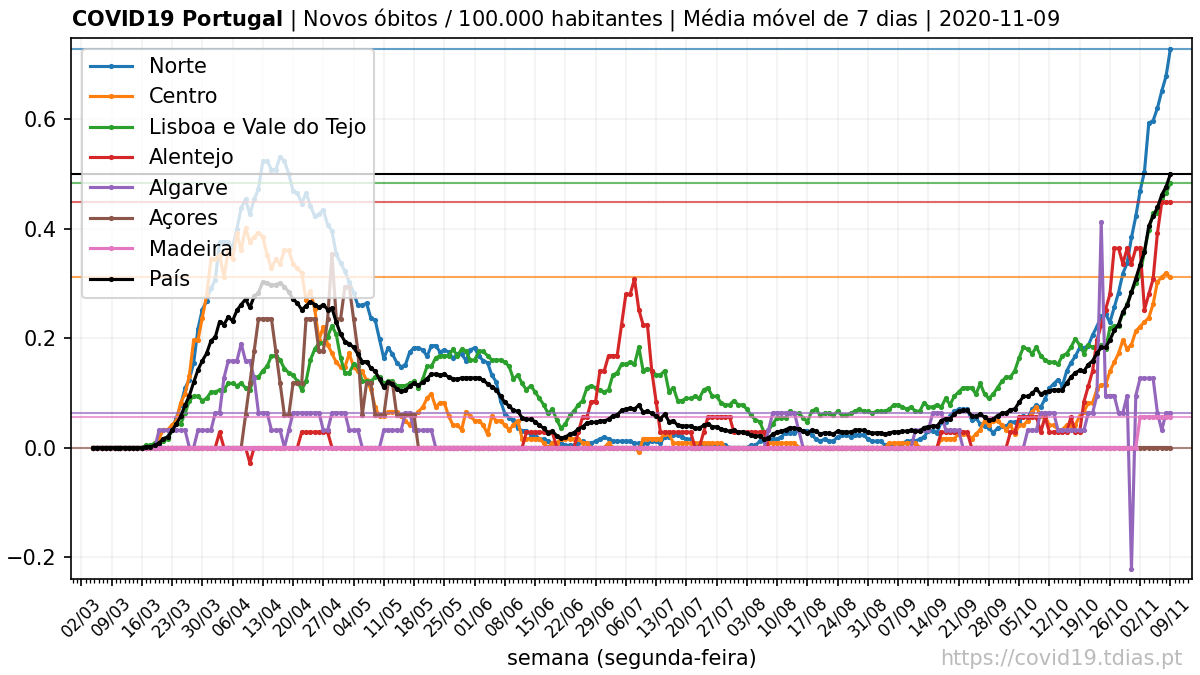 COVID19 Portugal | Novos óbitos / 100.000 habitantes | Média móvel de 7 dias | 2020-11-09
Norte
Centro
Lisboa e Vale do Tejo
Alentejo
Algarve
Açores
Madeira
País
0.6
0.4
0.2
0.0
−0.2
02/03 09/03 16/03 23/03 30/03 06/04 13/04 20/04 27/04 04/05 11/05 18/05 25/05 01/06 08/06 15/06 22/06 29/06 06/07 13/07 20/07 27/07 03/08 10/08 17/08 24/08 31/08 07/09 14/09 21/09 28/09 05/10 12/10 19/10 26/10 02/11 09/11
semana (segunda-feira)
https://covid19.tdias.pt